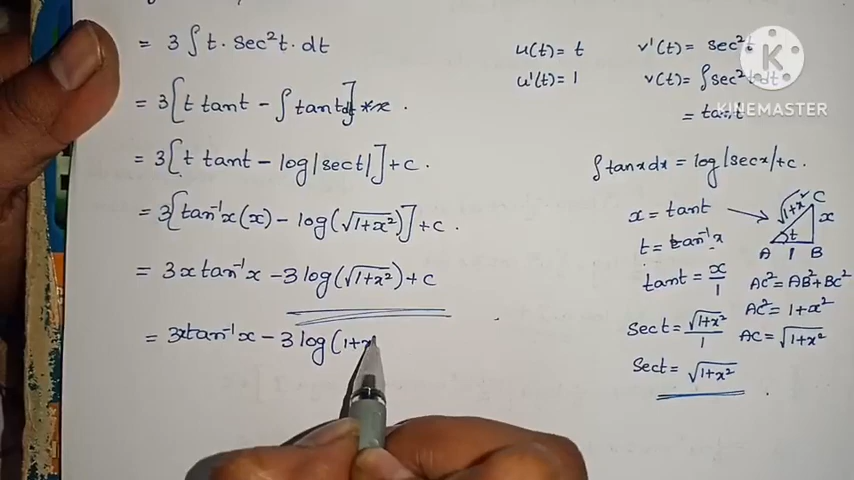 = 3 ∫ t · sec²t · dt
= 3 [ t tant − ∫ tant dt ]
= 3 [ t tant − log |sect| ] + c .
= 3 [ tan⁻¹x (x) − log(√1+x²) ] + c .
= 3x tan⁻¹x − 3 log(√1+x²) + c
= 3x tan⁻¹x − 3 log (1+x
u(t) = t v'(t) = sec²t
u'(t) = 1 v(t) = ∫ sec²t dt
= tan t
∫ tanx dx = log |secx| + c .
x = tant
t = tan⁻¹x
tant = x/1
sect = √1+x²/1
Sect = √1+x²
C
√1+x²
x
t
A 1 B
AC² = AB² + BC²
AC² = 1+x²
AC = √1+x²
K
KINEMASTER